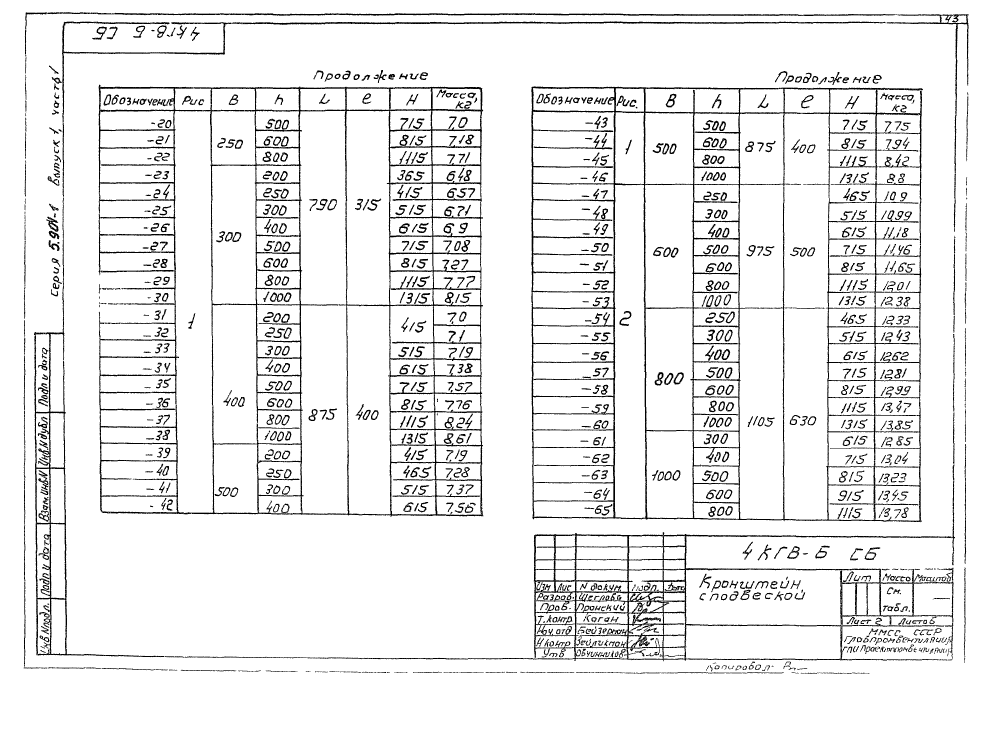 43
4КГВ-Б СБ
Серия 5.904-1 Выпуск 1, часть 1
Продолжение
Обозначение Рис В h L e H Масса, кг
-20 1 250 500 790 315 715 7,0
-21 600 815 7,18
-22 800 1115 7,71
-23 300 200 365 6,48
-24 250 415 6,57
-25 300 515 6,71
-26 400 615 6,9
-27 500 715 7,08
-28 600 815 7,27
-29 800 1115 7,77
-30 1000 1315 8,15
-31 400 200 875 400 415 7,0
-32 250 7,1
-33 300 515 7,19
-34 400 615 7,38
-35 500 715 7,57
-36 600 815 7,76
-37 800 1115 8,24
-38 1000 1315 8,61
-39 500 200 415 7,19
-40 250 465 7,28
-41 300 515 7,37
-42 400 615 7,56
Продолжение
Обозначение Рис. В h L e H Масса, кг
-43 1 500 500 875 400 715 7,75
-44 600 815 7,94
-45 800 1115 8,42
-46 1000 1315 8,8
-47 2 600 250 975 500 465 10,9
-48 300 515 10,99
-49 400 615 11,18
-50 500 715 11,46
-51 600 815 11,65
-52 800 1115 12,01
-53 1000 1315 12,38
-54 800 250 1105 630 465 12,33
-55 300 515 12,43
-56 400 615 12,62
-57 500 715 12,81
-58 600 815 12,99
-59 800 1115 13,47
-60 1000 1315 13,85
-61 1000 300 615 12,85
-62 400 715 13,04
-63 500 815 13,23
-64 600 915 13,45
-65 800 1115 13,78
Инв.№подл. Подп и дата Взам.инв.№ Инв.№дубл. Подп и дата
4КГВ-Б СБ
Изм Лис N докум. Подп. Дата
Разраб. Щеглова
Пров. Пронский
Т.контр. Коган
Нач.отд Бейзерман
Н.контр Зейликман
Утв Овчинников
Кронштейн
с подвеской
Лит Масса Масштаб
См. табл. —
Лист 2 Листов
ММСС СССР
Главпромвентиляция
ГПИ Проектпромвентиляция
Копировал: